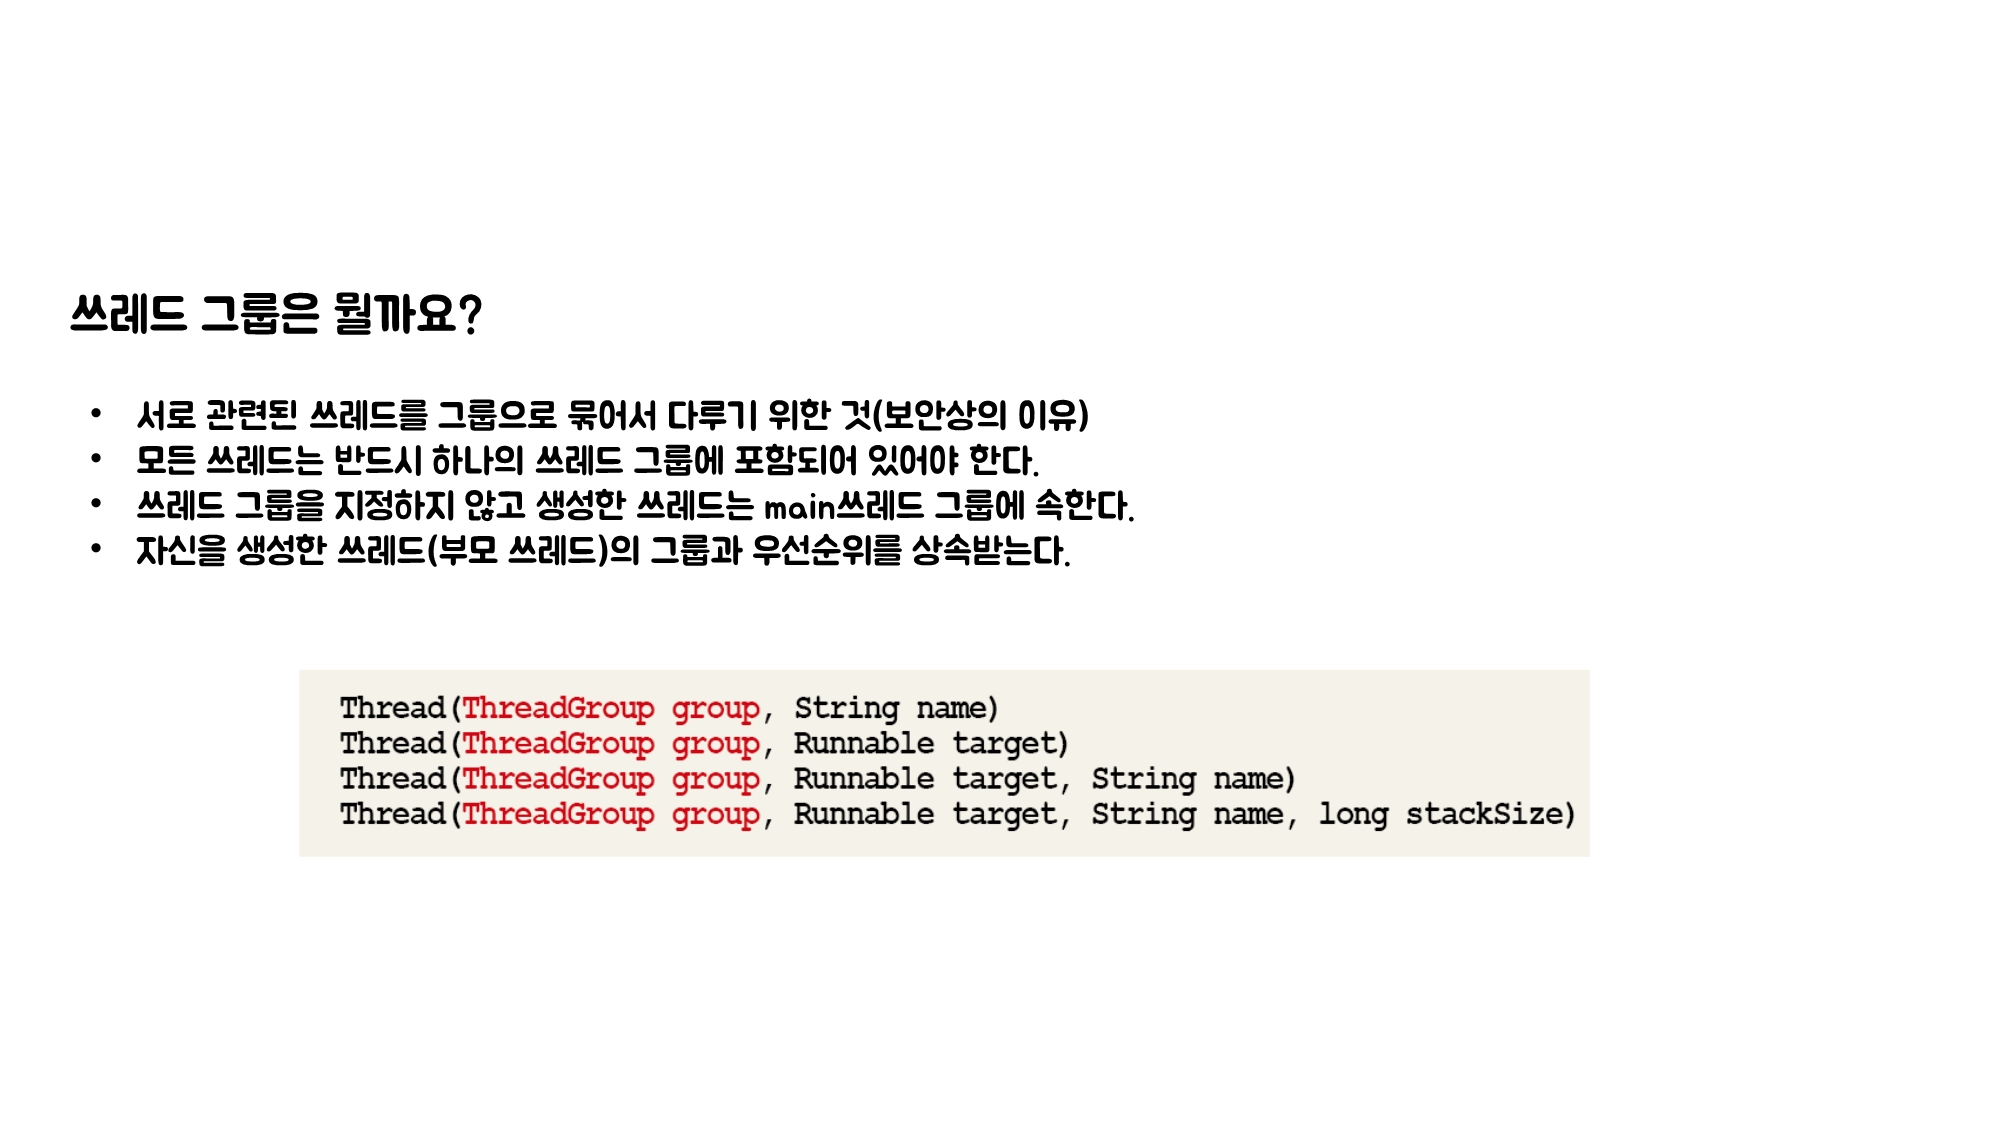 쓰레드 그룹은 뭘까요?
• 서로 관련된 쓰레드를 그룹으로 묶어서 다루기 위한 것(보안상의 이유)
• 모든 쓰레드는 반드시 하나의 쓰레드 그룹에 포함되어 있어야 한다.
• 쓰레드 그룹을 지정하지 않고 생성한 쓰레드는 main쓰레드 그룹에 속한다.
• 자신을 생성한 쓰레드(부모 쓰레드)의 그룹과 우선순위를 상속받는다.
Thread(ThreadGroup group, String name)
Thread(ThreadGroup group, Runnable target)
Thread(ThreadGroup group, Runnable target, String name)
Thread(ThreadGroup group, Runnable target, String name, long stackSize)